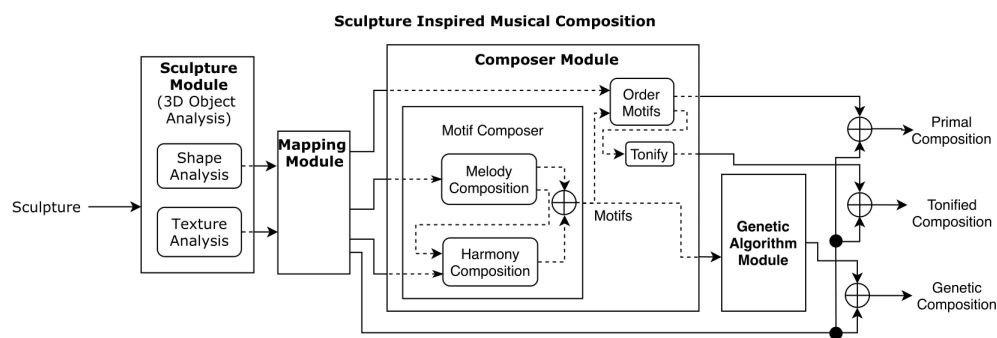 Sculpture Inspired Musical Composition
Sculpture
Sculpture
Module
(3D Object
Analysis)
Shape
Analysis
Texture
Analysis
Mapping
Module
Composer Module
Motif Composer
Melody
Composition
Harmony
Composition
Motifs
Order
Motifs
Tonify
Genetic
Algorithm
Module
Primal
Composition
Tonified
Composition
Genetic
Composition